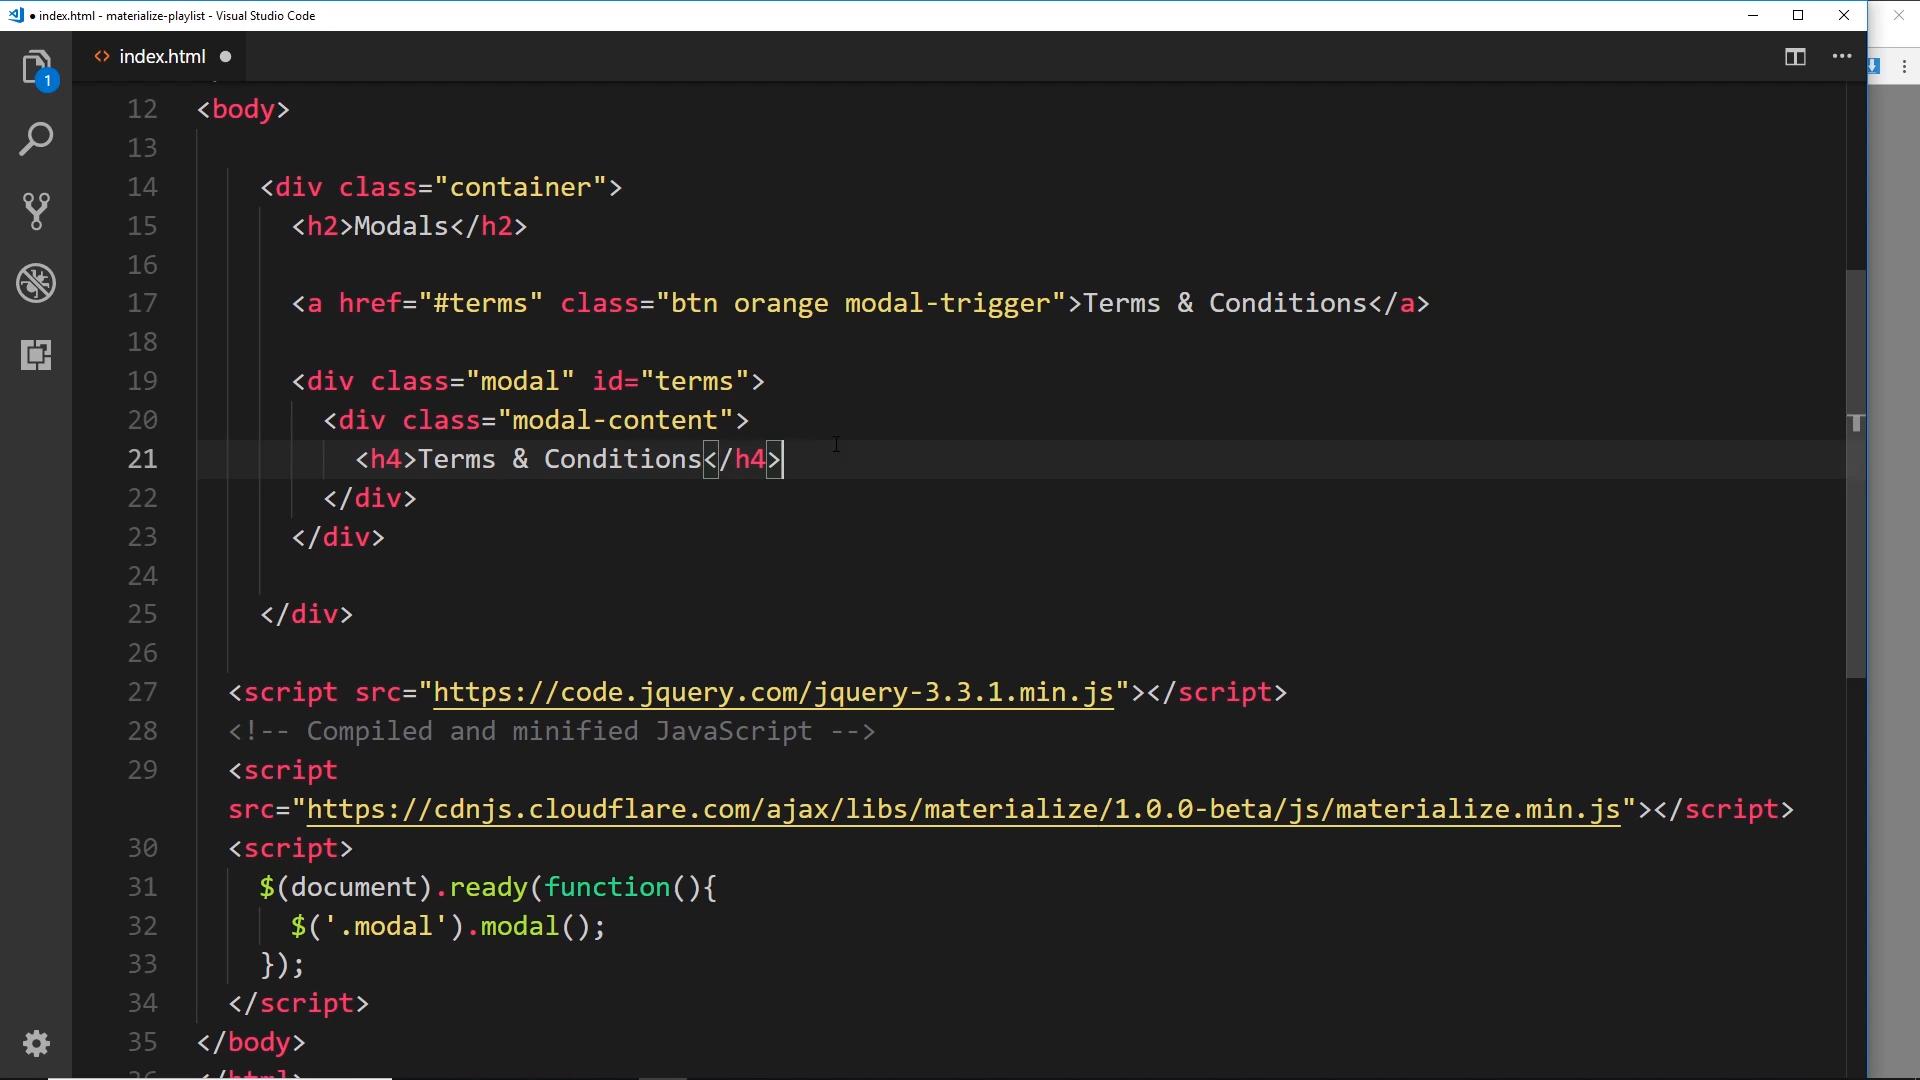 index.html - materialize-playlist - Visual Studio Code
1
<> index.html
12 <body>
13
14 <div class="container">
15 <h2>Modals</h2>
16
17 <a href="#terms" class="btn orange modal-trigger">Terms & Conditions</a>
18
19 <div class="modal" id="terms">
20 <div class="modal-content">
21 <h4>Terms & Conditions</h4>
22 </div>
23 </div>
24
25 </div>
26
27 <script src="https://code.jquery.com/jquery-3.3.1.min.js"></script>
28 <!-- Compiled and minified JavaScript -->
29 <script
src="https://cdnjs.cloudflare.com/ajax/libs/materialize/1.0.0-beta/js/materialize.min.js"></script>
30 <script>
31 $(document).ready(function(){
32 $('.modal').modal();
33 });
34 </script>
35 </body>